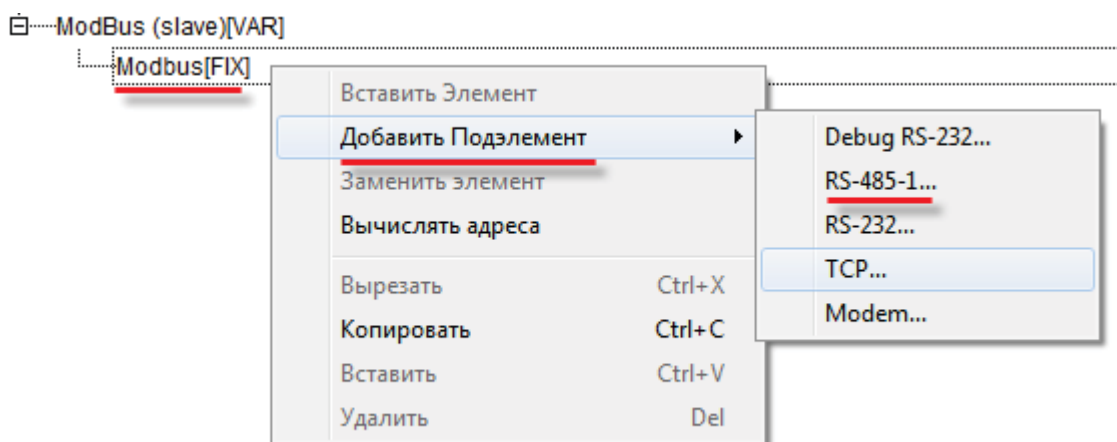 ModBus (slave)[VAR]
Modbus[FIX]
Вставить Элемент
Добавить Подэлемент
Заменить элемент
Вычислять адреса
Вырезать Ctrl+X
Копировать Ctrl+C
Вставить Ctrl+V
Удалить Del
Debug RS-232...
RS-485-1...
RS-232...
TCP...
Modem...